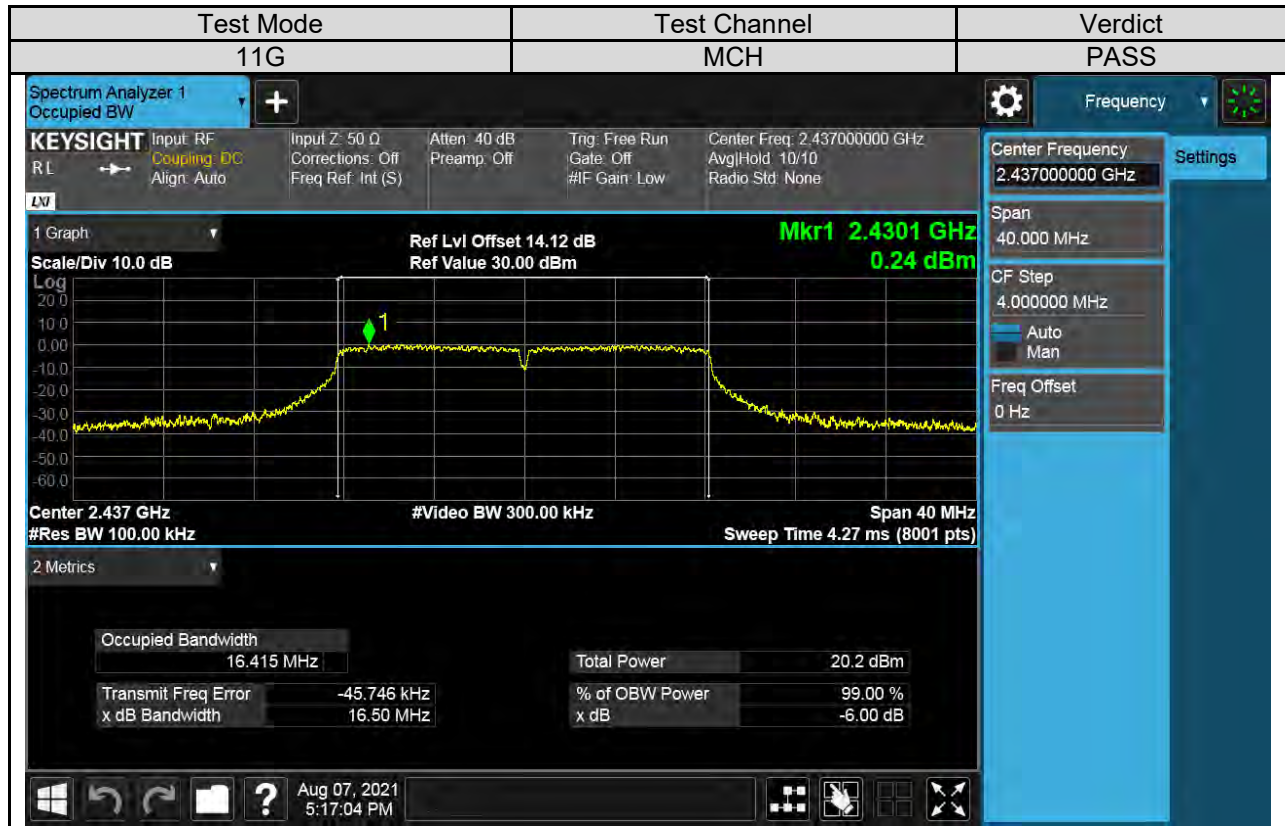 Test Mode Test Channel Verdict
11G MCH PASS
Spectrum Analyzer 1
Occupied BW
Frequency
KEYSIGHT Input: RF Input Z: 50 Ω Atten: 40 dB Trig: Free Run Center Freq: 2.437000000 GHz
RL Coupling: DC Corrections: Off Preamp: Off Gate: Off Avg|Hold: 10/10
Align: Auto Freq Ref: Int (S) #IF Gain: Low Radio Std: None
LXI
Center Frequency
2.437000000 GHz
Settings
Span
40.000 MHz
CF Step
4.000000 MHz
Auto
Man
Freq Offset
0 Hz
1 Graph
Ref Lvl Offset 14.12 dB
Mkr1 2.4301 GHz
Scale/Div 10.0 dB
Ref Value 30.00 dBm
0.24 dBm
Log
20.0
10.0
0.00
-10.0
-20.0
-30.0
-40.0
-50.0
-60.0
1
Center 2.437 GHz #Video BW 300.00 kHz Span 40 MHz
#Res BW 100.00 kHz Sweep Time 4.27 ms (8001 pts)
2 Metrics
Occupied Bandwidth
16.415 MHz Total Power 20.2 dBm
Transmit Freq Error -45.746 kHz % of OBW Power 99.00 %
x dB Bandwidth 16.50 MHz x dB -6.00 dB
?
Aug 07, 2021
5:17:04 PM